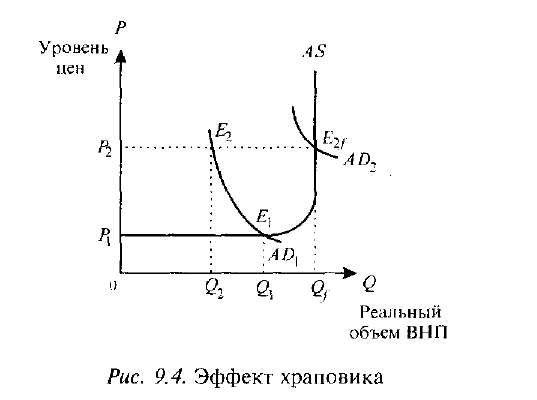 P
Уровень
цен
AS
E2
P2
E2f
AD2
E1
P1
AD1
0
Q2
Q1
Qf
Q
Реальный
объем ВНП
Рис. 9.4. Эффект храповика